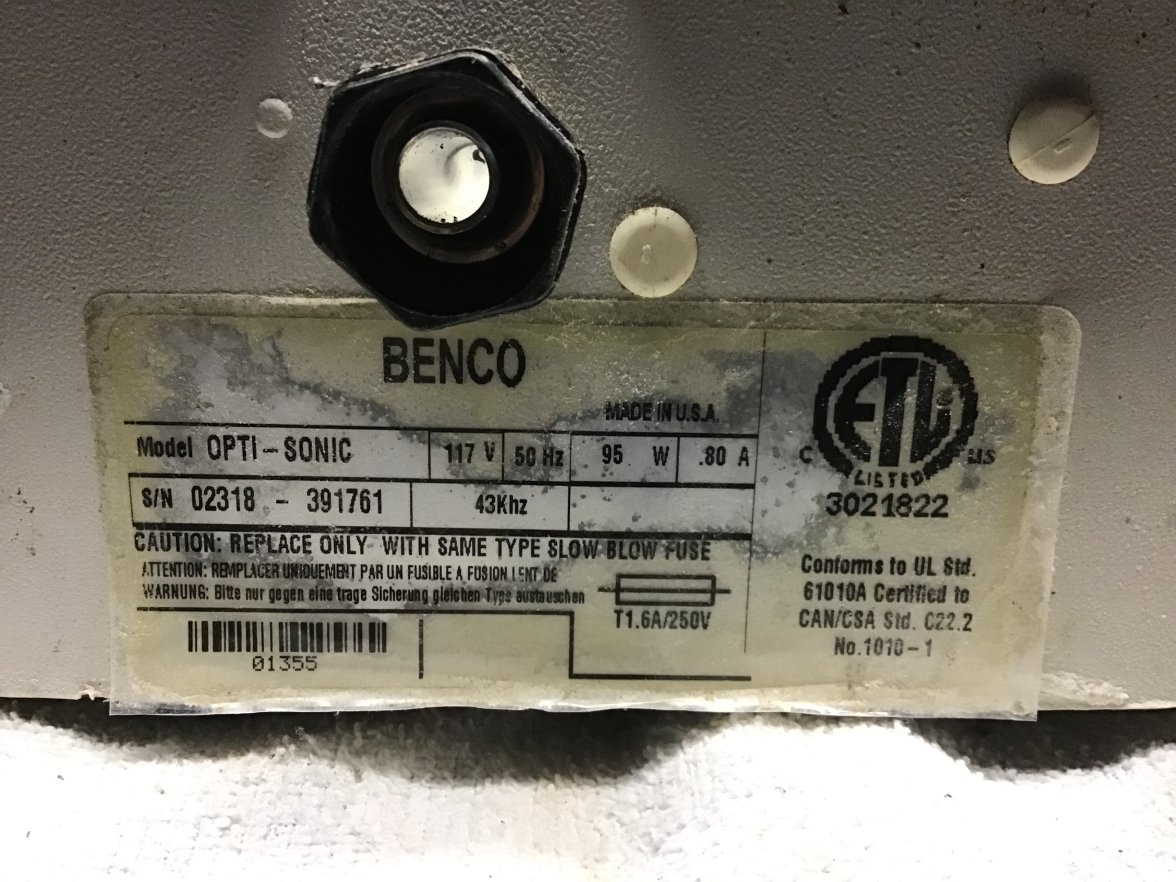 BENCO
MADE IN U.S.A.
Model OPTI-SONIC 117 V 50 Hz 95 W .80 A
S/N 02318 - 391761 43Khz
CAUTION: REPLACE ONLY WITH SAME TYPE SLOW BLOW FUSE
ATTENTION: REMPLACER UNIQUEMENT PAR UN FUSIBLE A FUSION LENT DE
WARNUNG: Bitte nur gegen eine trage Sicherung gleichen Type austauschen
T1.6A/250V
01355
ETL
C US
LISTED
3021822
Conforms to UL Std.
61010A Certified to
CAN/CSA Std. C22.2
No.1010-1